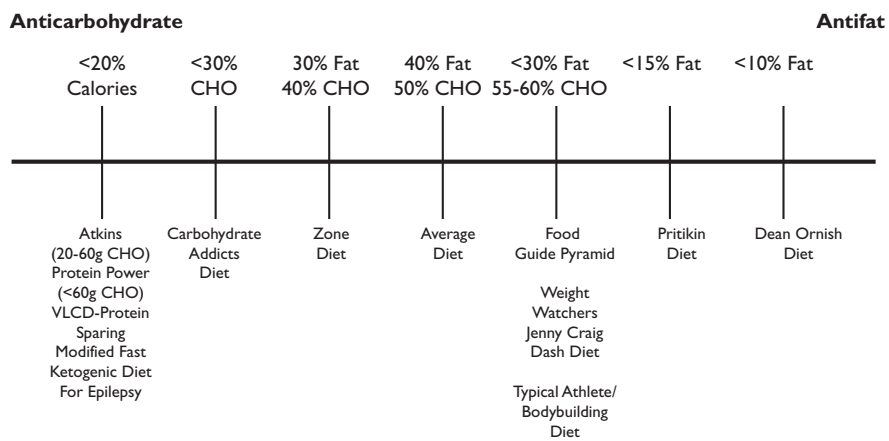 Anticarbohydrate
Antifat
<20%
Calories
<30%
CHO
30% Fat
40% CHO
40% Fat
50% CHO
<30% Fat
55-60% CHO
<15% Fat
<10% Fat
Atkins
(20-60g CHO)
Protein Power
(<60g CHO)
VLCD-Protein
Sparing
Modified Fast
Ketogenic Diet
For Epilepsy
Carbohydrate
Addicts
Diet
Zone
Diet
Average
Diet
Food
Guide Pyramid
Weight
Watchers
Jenny Craig
Dash Diet
Typical Athlete/
Bodybuilding
Diet
Pritikin
Diet
Dean Ornish
Diet